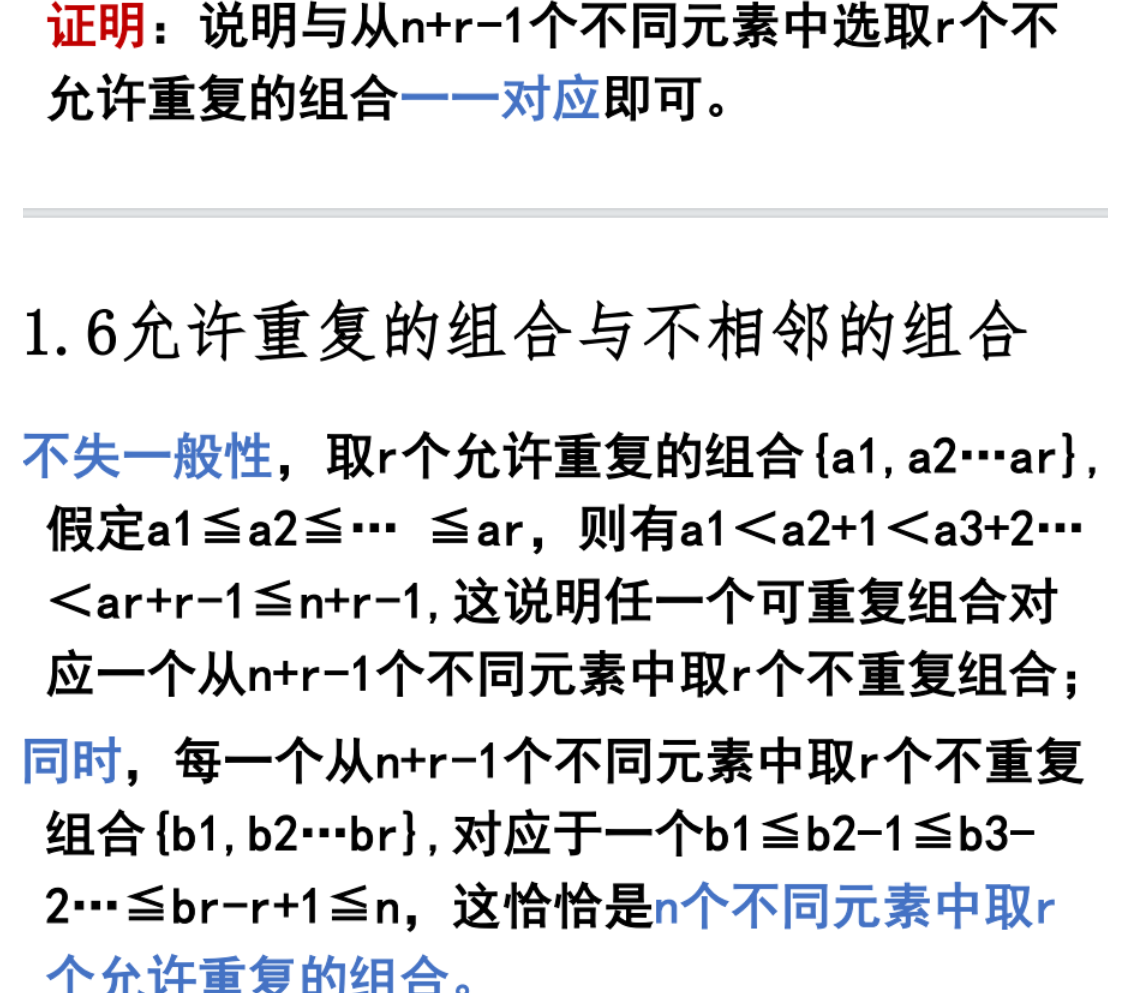 证明：说明与从n+r-1个不同元素中选取r个不
允许重复的组合一一对应即可。
1.6允许重复的组合与不相邻的组合
不失一般性，取r个允许重复的组合{a1,a2…ar},
假定a1≦a2≦… ≦ar，则有a1＜a2+1＜a3+2…
＜ar+r-1≦n+r-1,这说明任一个可重复组合对
应一个从n+r-1个不同元素中取r个不重复组合；
同时，每一个从n+r-1个不同元素中取r个不重复
组合{b1,b2…br},对应于一个b1≦b2-1≦b3-
2…≦br-r+1≦n，这恰恰是n个不同元素中取r
个允许重复的组合。